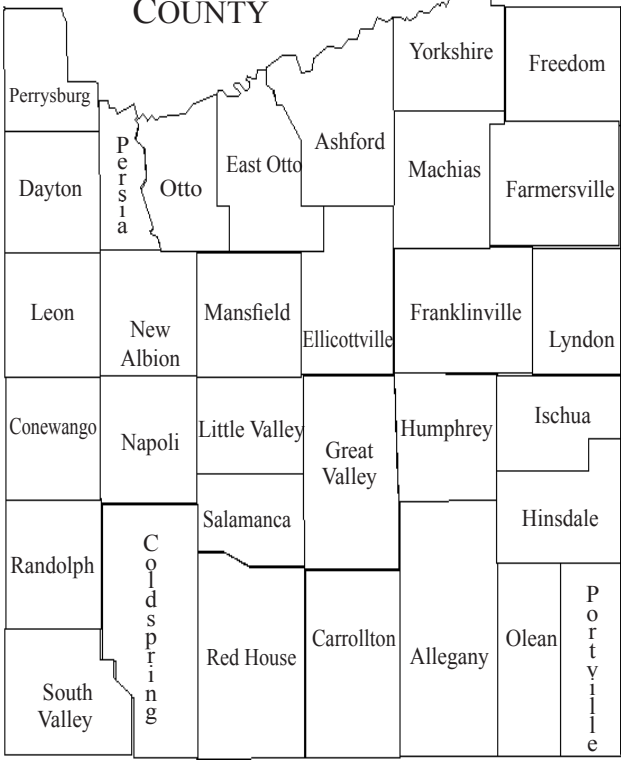 COUNTY
Yorkshire
Freedom
Perrysburg
Persia
Ashford
East Otto
Machias
Dayton
Otto
Farmersville
Leon
Mansfield
Franklinville
New
Albion
Ellicottville
Lyndon
Conewango
Napoli
Little Valley
Great
Valley
Humphrey
Ischua
Salamanca
Hinsdale
Randolph
Coldspring
Red House
Carrollton
Allegany
Olean
Portville
South
Valley